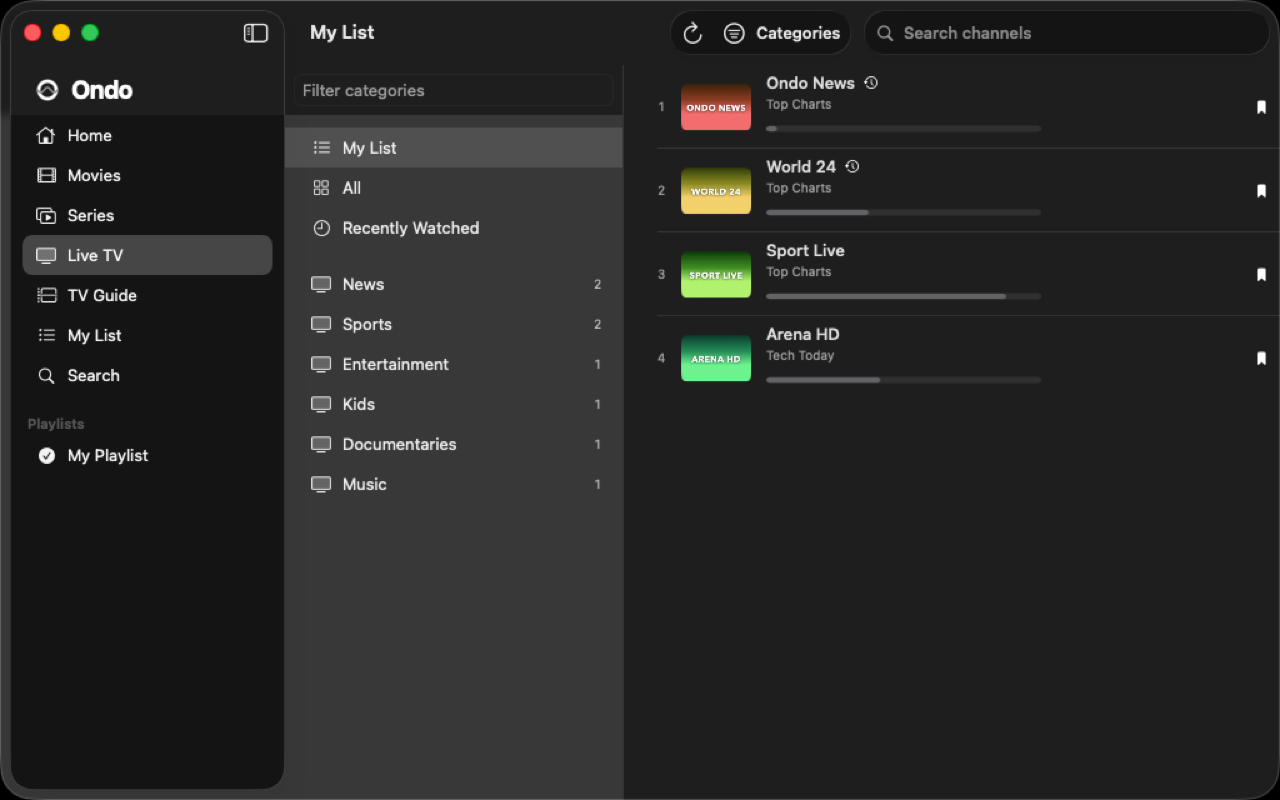 Ondo
Home
Movies
Series
Live TV
TV Guide
My List
Search
Playlists
My Playlist
My List
Filter categories
My List
All
Recently Watched
News 2
Sports 2
Entertainment 1
Kids 1
Documentaries 1
Music 1
Categories
Search channels
1
ONDO NEWS
Ondo News
Top Charts
2
WORLD 24
World 24
Top Charts
3
SPORT LIVE
Sport Live
Top Charts
4
ARENA HD
Arena HD
Tech Today